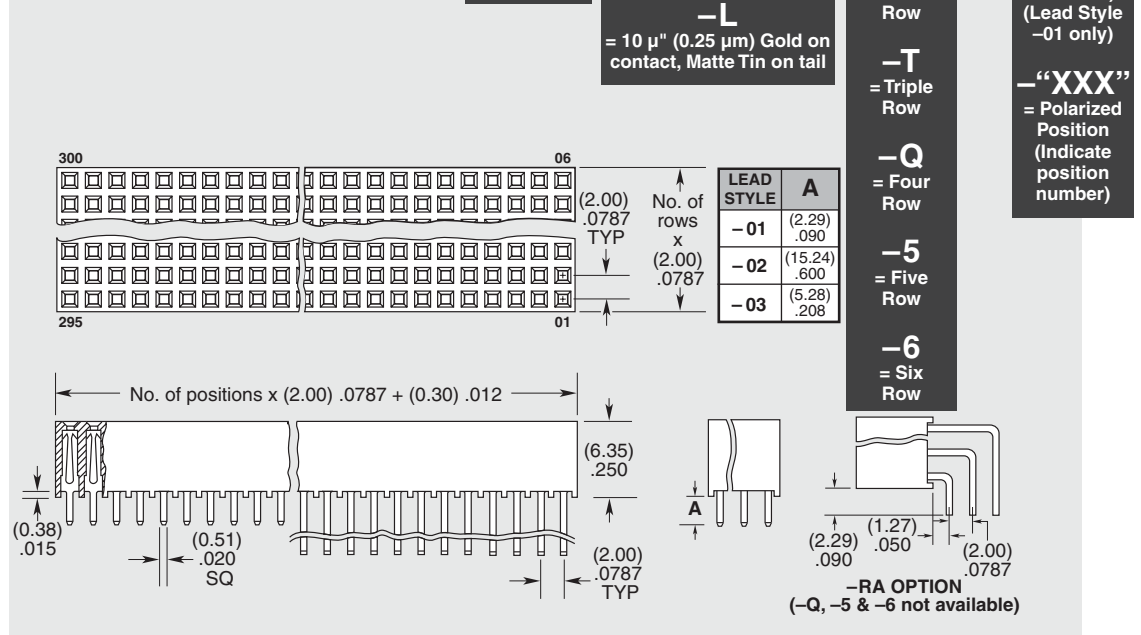 –L
= 10 µ" (0.25 µm) Gold on
contact, Matte Tin on tail
Row
–T
= Triple
Row
–Q
= Four
Row
–5
= Five
Row
–6
= Six
Row
(Lead Style
–01 only)
–“XXX”
= Polarized
Position
(Indicate
position
number)
300
06
295
01
(2.00)
.0787
TYP
No. of
rows
x
(2.00)
.0787
LEAD STYLE A
–01 (2.29) .090
–02 (15.24) .600
–03 (5.28) .208
No. of positions x (2.00) .0787 + (0.30) .012
(6.35)
.250
(0.38)
.015
(0.51)
.020
SQ
(2.00)
.0787
TYP
A
(2.29)
.090
(1.27)
.050
(2.00)
.0787
–RA OPTION
(–Q, –5 & –6 not available)